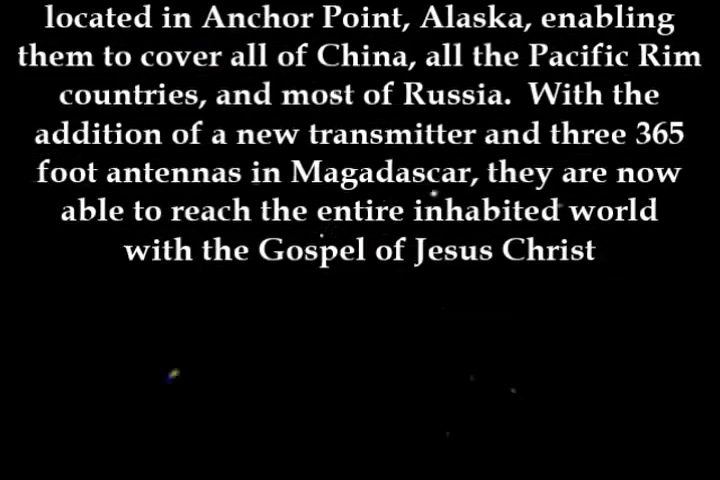 located in Anchor Point, Alaska, enabling
them to cover all of China, all the Pacific Rim
countries, and most of Russia.  With the
addition of a new transmitter and three 365
foot antennas in Magadascar, they are now
able to reach the entire inhabited world
with the Gospel of Jesus Christ